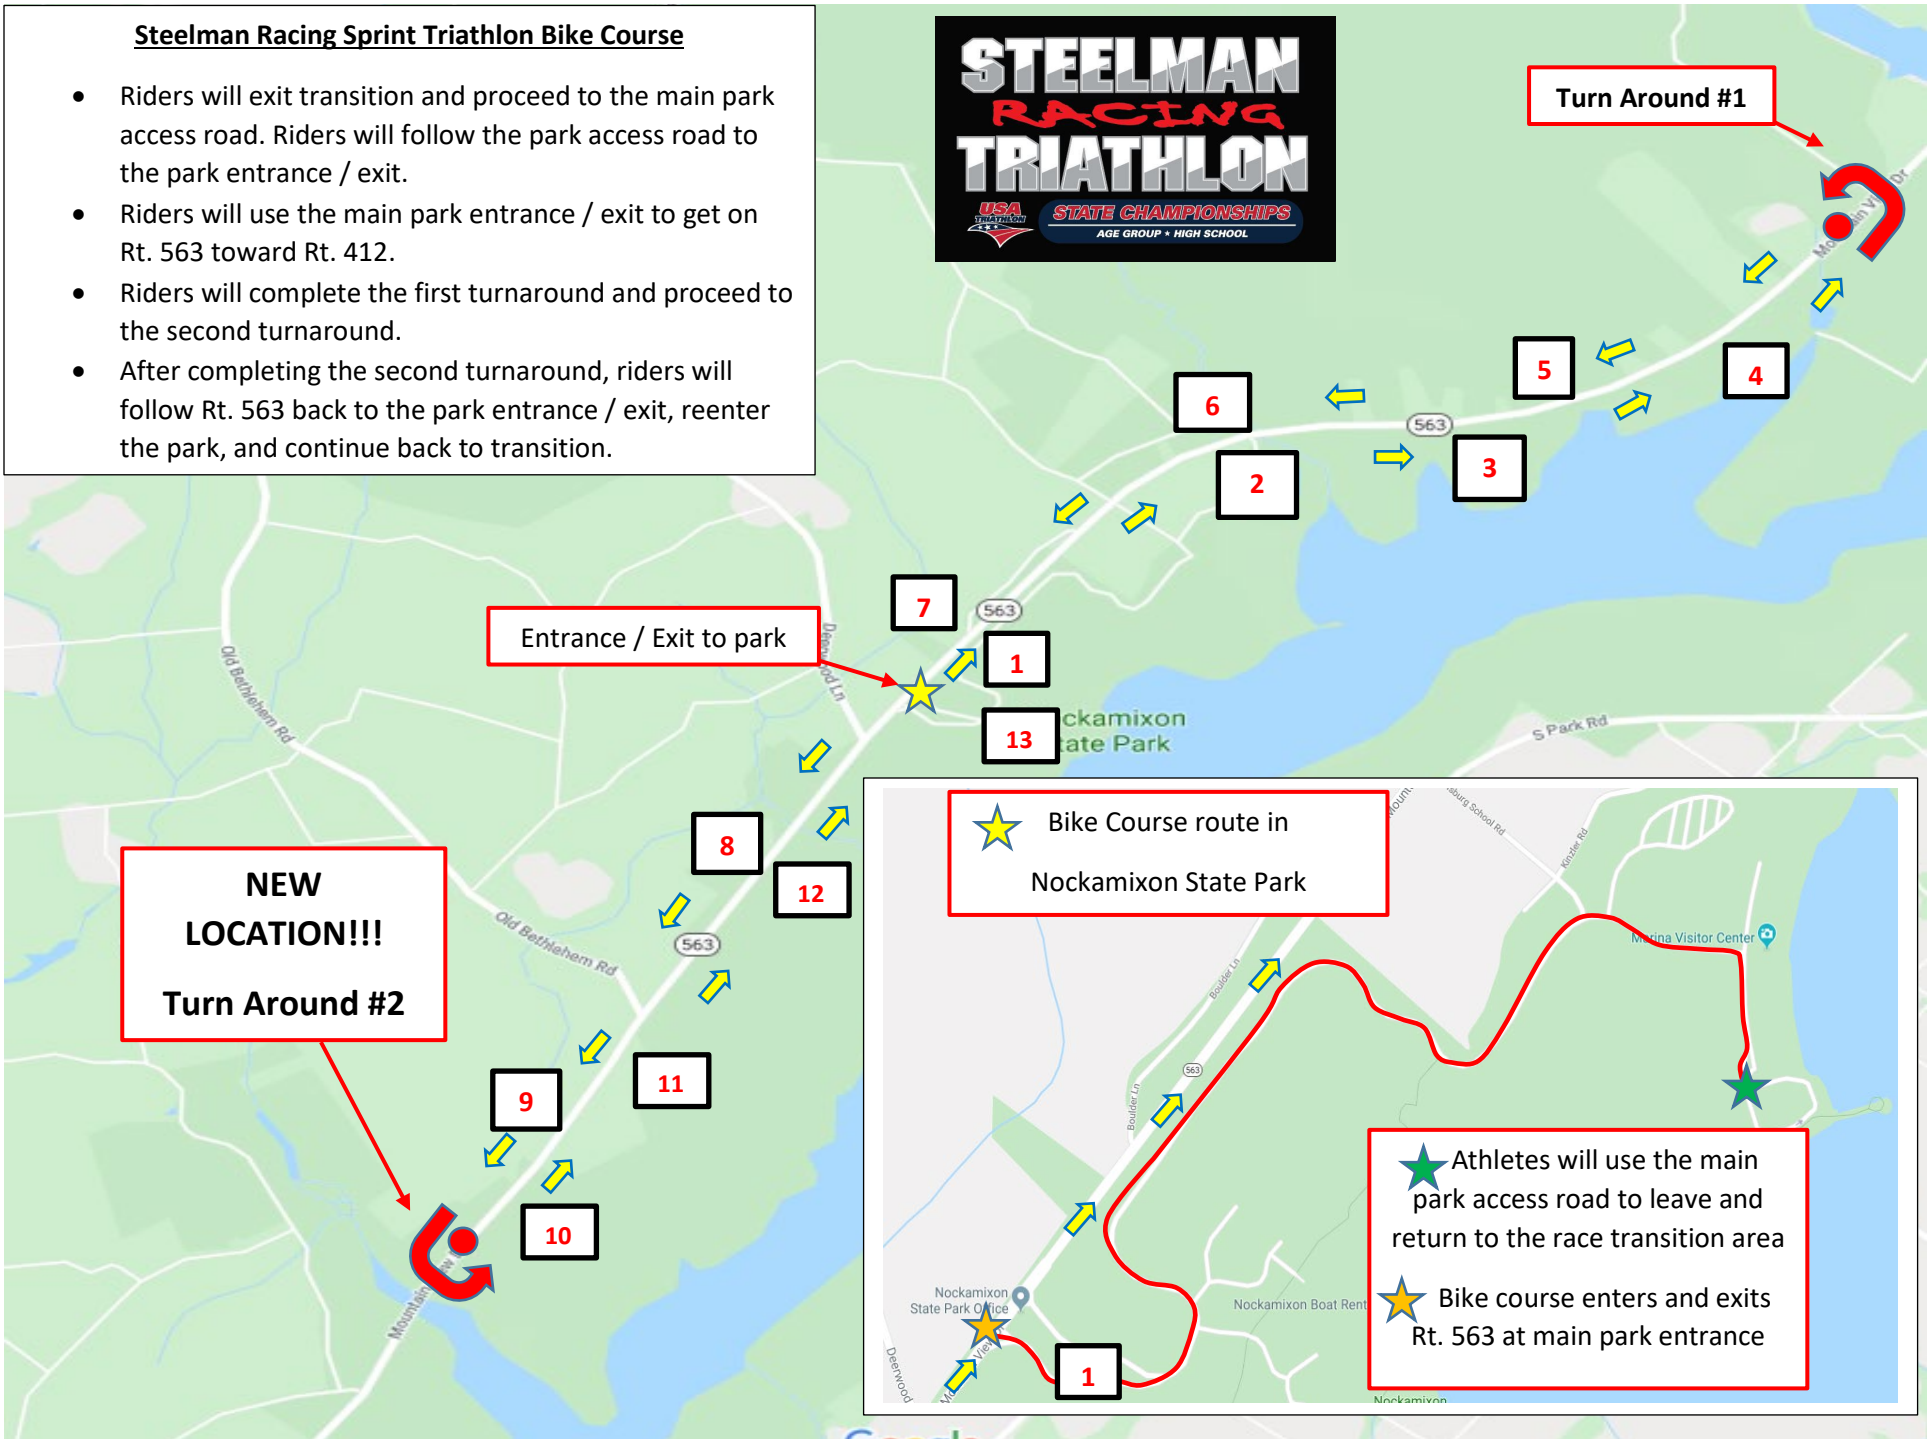 Steelman Racing Sprint Triathlon Bike Course
• Riders will exit transition and proceed to the main park
access road. Riders will follow the park access road to
the park entrance / exit.
• Riders will use the main park entrance / exit to get on
Rt. 563 toward Rt. 412.
• Riders will complete the first turnaround and proceed to
the second turnaround.
• After completing the second turnaround, riders will
follow Rt. 563 back to the park entrance / exit, reenter
the park, and continue back to transition.
STEELMAN
RACING
TRIATHLON
USA
TRIATHLON
STATE CHAMPIONSHIPS
AGE GROUP ★ HIGH SCHOOL
Turn Around #1
Dr
5
4
6
563
3
2
7
563
Entrance / Exit to park
1
Old Bethlehem Rd
13
ckamixon
ate Park
S Park Rd
8
12
NEW
LOCATION!!!
Turn Around #2
Old Bethlehem Rd
563
11
9
10
Bike Course route in
Nockamixon State Park
Kinzler Rd
Marina Visitor Center
Boulder Ln
563
Boulder Ln
Athletes will use the main
park access road to leave and
return to the race transition area
Nockamixon
State Park Office
Nockamixon Boat Rent
Bike course enters and exits
Rt. 563 at main park entrance
Deerwood
1
Nockamixon